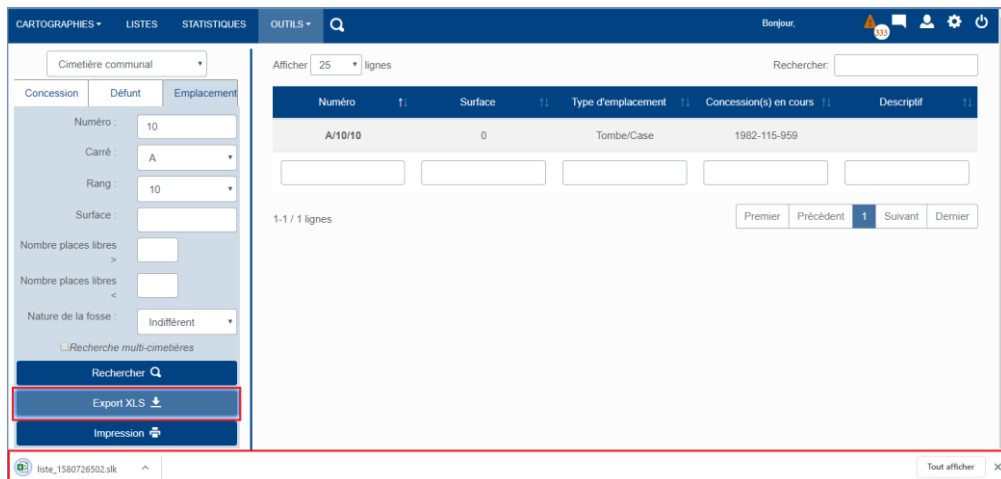 CARTOGRAPHIES LISTES STATISTIQUES OUTILS Bonjour, 333
Cimetière communal
Concession Défunt Emplacement
Numéro : 10
Carré : A
Rang : 10
Surface :
Nombre places libres
>
Nombre places libres
<
Nature de la fosse : Indifférent
Recherche multi-cimetières
Rechercher
Export XLS
Impression
Afficher 25 lignes Rechercher:
Numéro Surface Type d'emplacement Concession(s) en cours Descriptif
A/10/10 0 Tombe/Case 1982-115-959
1-1 / 1 lignes Premier Précédent 1 Suivant Dernier
liste_1580726502.slk Tout afficher